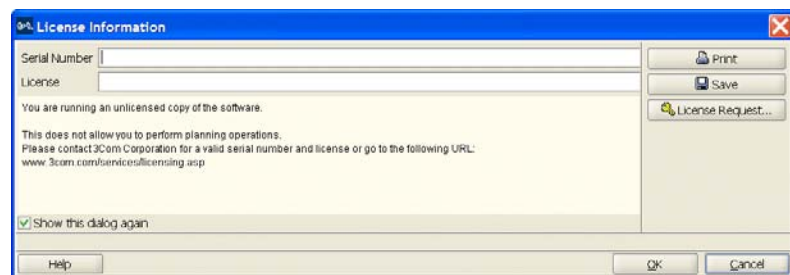 License Information
Serial Number
Print
License
Save
License Request...
You are running an unlicensed copy of the software.
This does not allow you to perform planning operations.
Please contact 3Com Corporation for a valid serial number and license or go to the following URL:
www.3com.com/services/licensing.asp
Show this dialog again
Help
OK
Cancel